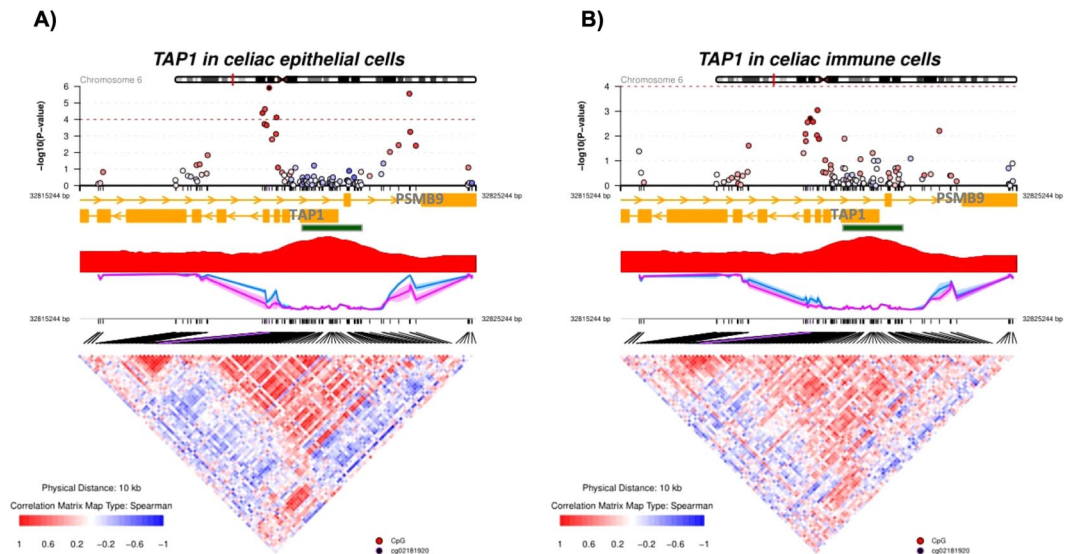 A)
TAP1 in celiac epithelial cells
Chromosome 6
6
5
4
3
2
1
0
-log10(P-value)
32815244 bp
32825244 bp
PSMB9
TAP1
32815244 bp
32825244 bp
Physical Distance: 10 kb
Correlation Matrix Map Type: Spearman
1 0.6 0.2 -0.2 -0.6 -1
CpG
cg02181920
B)
TAP1 in celiac immune cells
Chromosome 6
4
3
2
1
0
-log10(P-value)
32815244 bp
32825244 bp
PSMB9
TAP1
32815244 bp
32825244 bp
Physical Distance: 10 kb
Correlation Matrix Map Type: Spearman
1 0.6 0.2 -0.2 -0.6 -1
CpG
cg02181920